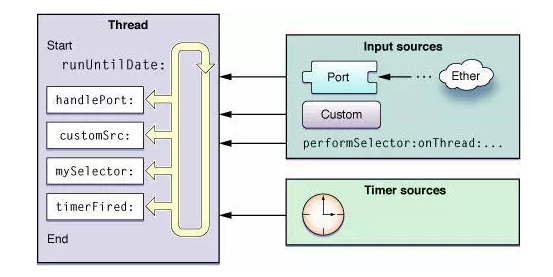 Thread
Start
runUntilDate:
handlePort:
customSrc:
mySelector:
timerFired:
End
Input sources
Port
...
Ether
Custom
performSelector:onThread:...
Timer sources